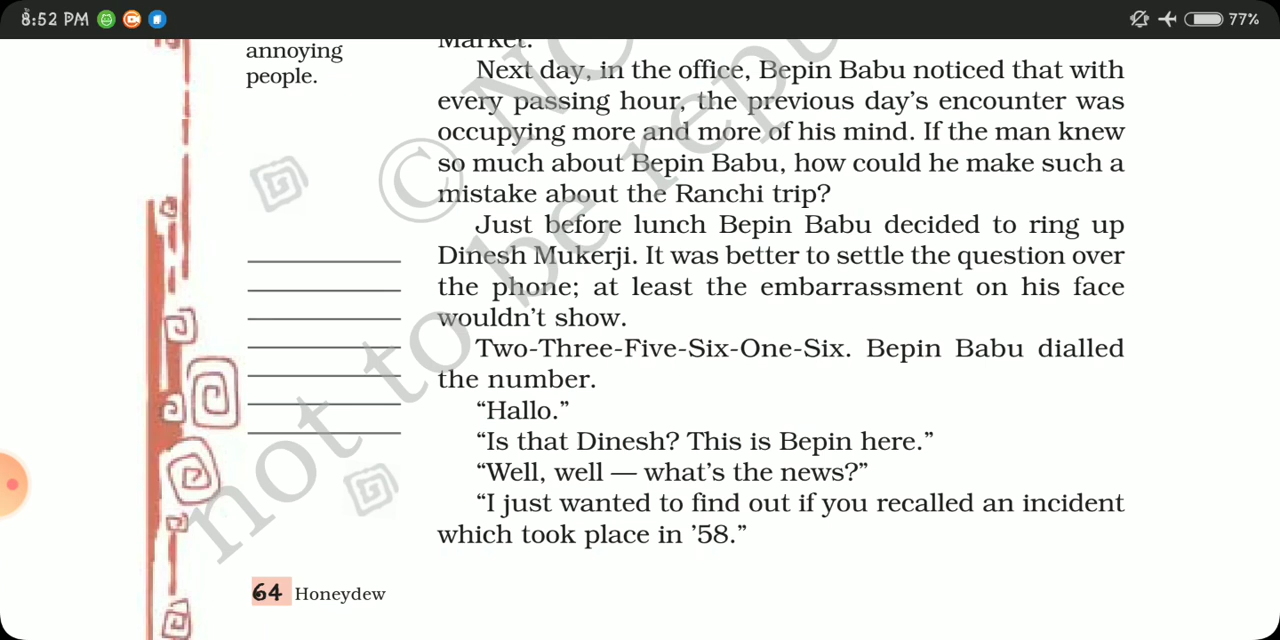 8:52 PM
77%
annoying
people.
Market.
Next day, in the office, Bepin Babu noticed that with
every passing hour, the previous day's encounter was
occupying more and more of his mind. If the man knew
so much about Bepin Babu, how could he make such a
mistake about the Ranchi trip?
Just before lunch Bepin Babu decided to ring up
Dinesh Mukerji. It was better to settle the question over
the phone; at least the embarrassment on his face
wouldn't show.
Two-Three-Five-Six-One-Six. Bepin Babu dialled
the number.
“Hallo.”
“Is that Dinesh? This is Bepin here.”
“Well, well — what's the news?”
“I just wanted to find out if you recalled an incident
which took place in ’58.”
64 Honeydew
© NC
not to be rep